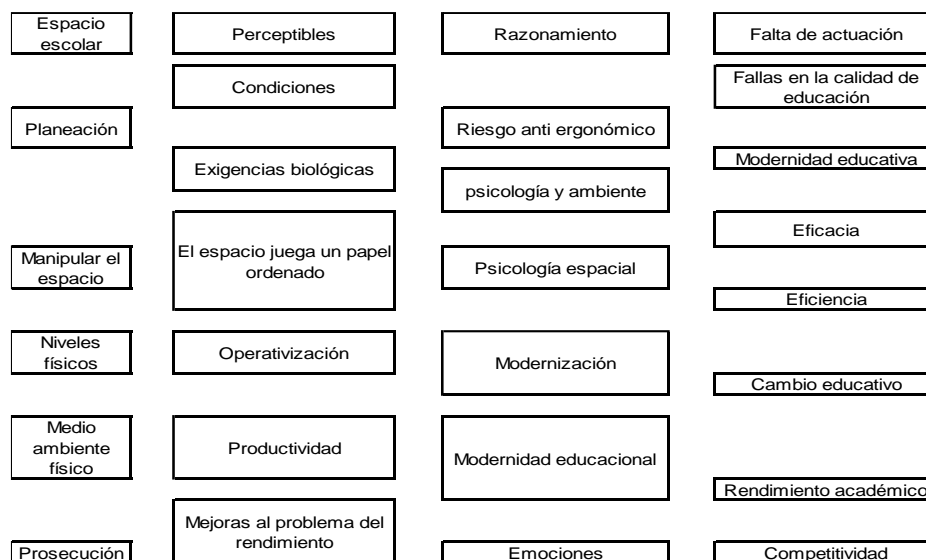 Espacio
escolar
Perceptibles
Razonamiento
Falta de actuación
Condiciones
Fallas en la calidad de
educación
Planeación
Riesgo anti ergonómico
Exigencias biológicas
Modernidad educativa
psicología y ambiente
Eficacia
Manipular el
espacio
El espacio juega un papel
ordenado
Psicología espacial
Eficiencia
Niveles
físicos
Operativización
Modernización
Cambio educativo
Medio
ambiente
físico
Productividad
Modernidad educacional
Rendimiento académico
Mejoras al problema del
rendimiento
Prosecución
Emociones
Competitividad